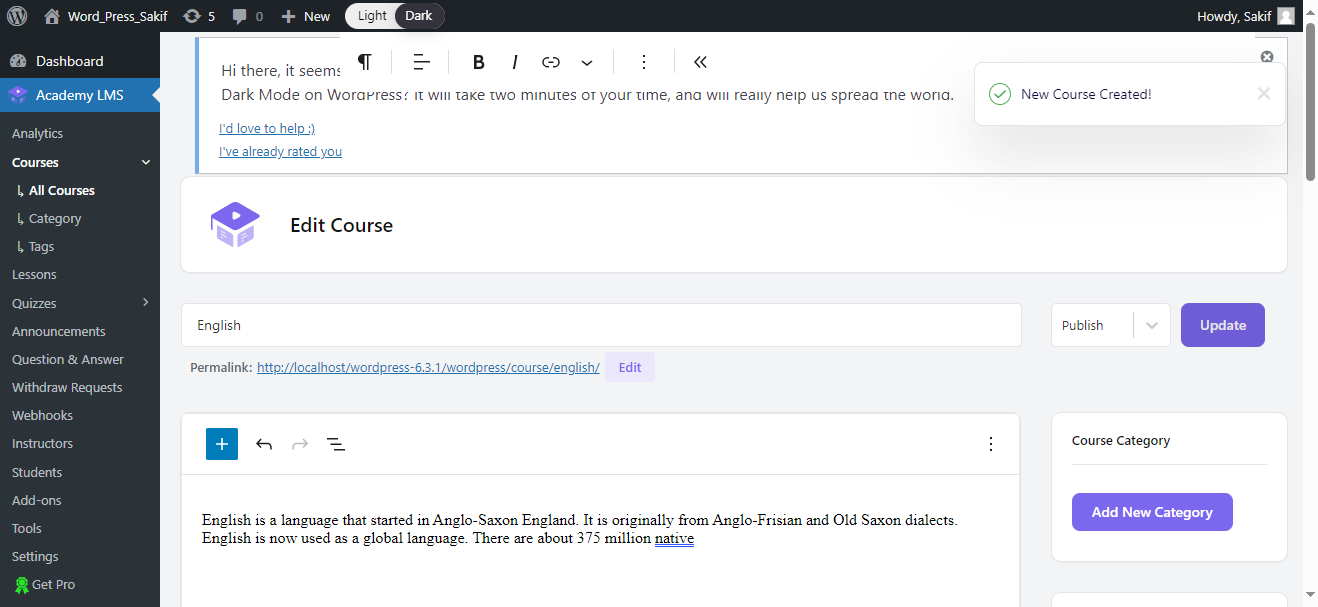 Word_Press_Sakif
5
0
New
Light
Dark
Howdy, Sakif
Dashboard
Academy LMS
Analytics
Courses
All Courses
Category
Tags
Lessons
Quizzes
Announcements
Question & Answer
Withdraw Requests
Webhooks
Instructors
Students
Add-ons
Tools
Settings
Get Pro
Hi there, it seems
B
I
Dark Mode on WordPress? It will take two minutes of your time, and will really help us spread the world.
I'd love to help :)
I've already rated you
New Course Created!
Edit Course
English
Publish
Update
Permalink: http://localhost/wordpress-6.3.1/wordpress/course/english/
Edit
English is a language that started in Anglo-Saxon England. It is originally from Anglo-Frisian and Old Saxon dialects.
English is now used as a global language. There are about 375 million native
Course Category
Add New Category